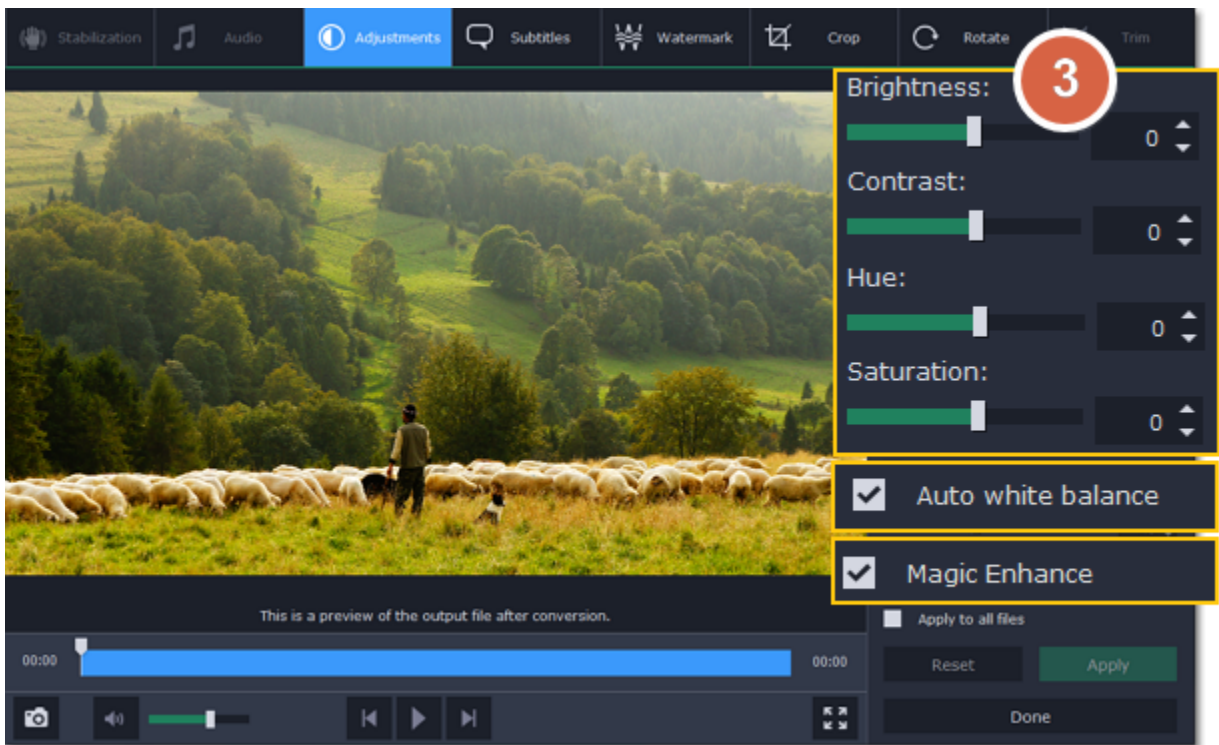 Stabilization
Audio
Adjustments
Subtitles
Watermark
Crop
Rotate
Trim
3
Brightness:
0
Contrast:
0
Hue:
0
Saturation:
0
Auto white balance
Magic Enhance
This is a preview of the output file after conversion.
Apply to all files
00:00
00:00
Reset
Apply
Done